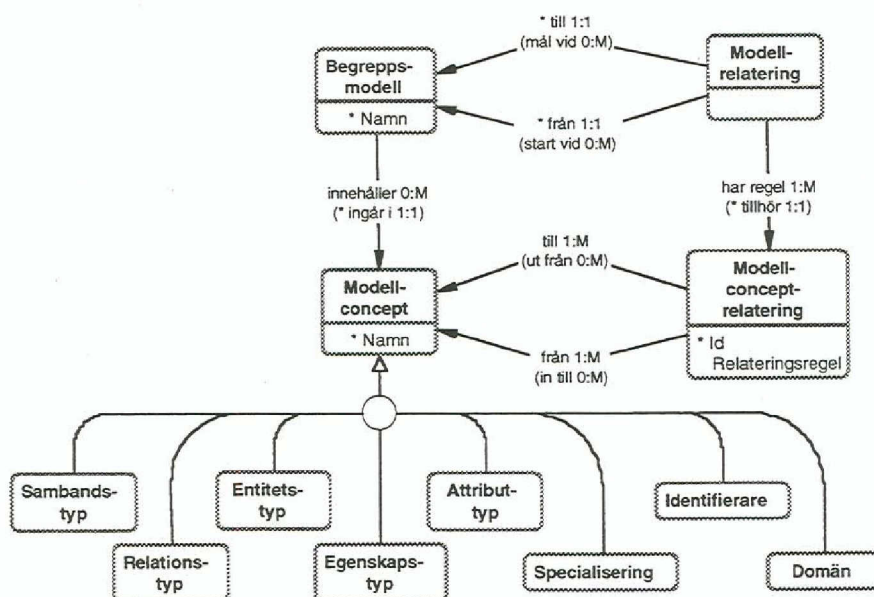 * till 1:1
(mål vid 0:M)
Begrepps-
modell
* Namn
Modell-
relatering
* från 1:1
(start vid 0:M)
innehåller 0:M
(* ingår i 1:1)
har regel 1:M
(* tillhör 1:1)
till 1:M
(ut från 0:M)
Modell-
concept
* Namn
Modell-
concept-
relatering
* Id
Relateringsregel
från 1:M
(in till 0:M)
Sambands-
typ
Entitets-
typ
Attribut-
typ
Identifierare
Relations-
typ
Egenskaps-
typ
Specialisering
Domän